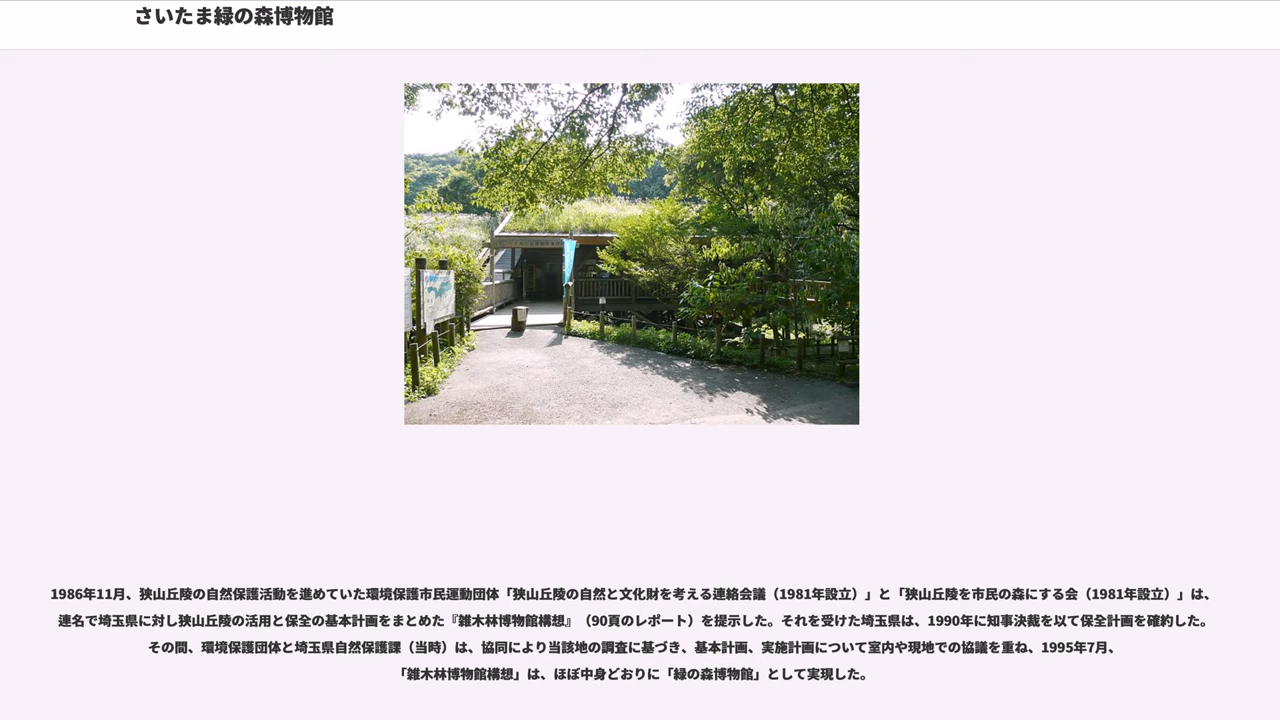 さいたま緑の森博物館
1986年11月、狭山丘陵の自然保護活動を進めていた環境保護市民運動団体「狭山丘陵の自然と文化財を考える連絡会議（1981年設立）」と「狭山丘陵を市民の森にする会（1981年設立）」は、
連名で埼玉県に対し狭山丘陵の活用と保全の基本計画をまとめた『雑木林博物館構想』（90頁のレポート）を提示した。それを受けた埼玉県は、1990年に知事決裁を以て保全計画を確約した。
その間、環境保護団体と埼玉県自然保護課（当時）は、協同により当該地の調査に基づき、基本計画、実施計画について室内や現地での協議を重ね、1995年7月、
「雑木林博物館構想」は、ほぼ中身どおりに「緑の森博物館」として実現した。